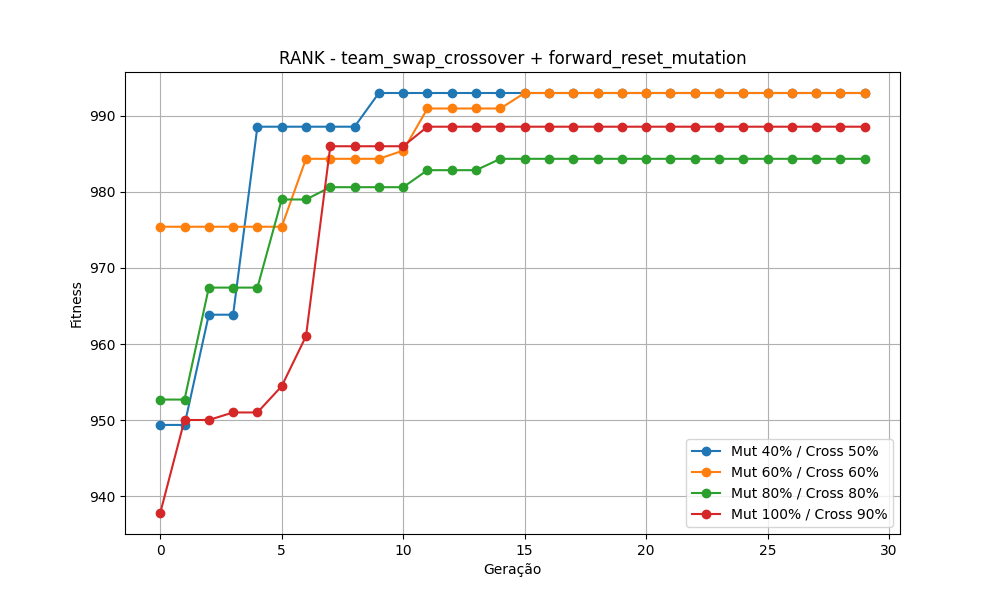 RANK - team_swap_crossover + forward_reset_mutation
Fitness
990
980
970
960
950
940
0 5 10 15 20 25 30
Geração
Mut 40% / Cross 50%
Mut 60% / Cross 60%
Mut 80% / Cross 80%
Mut 100% / Cross 90%